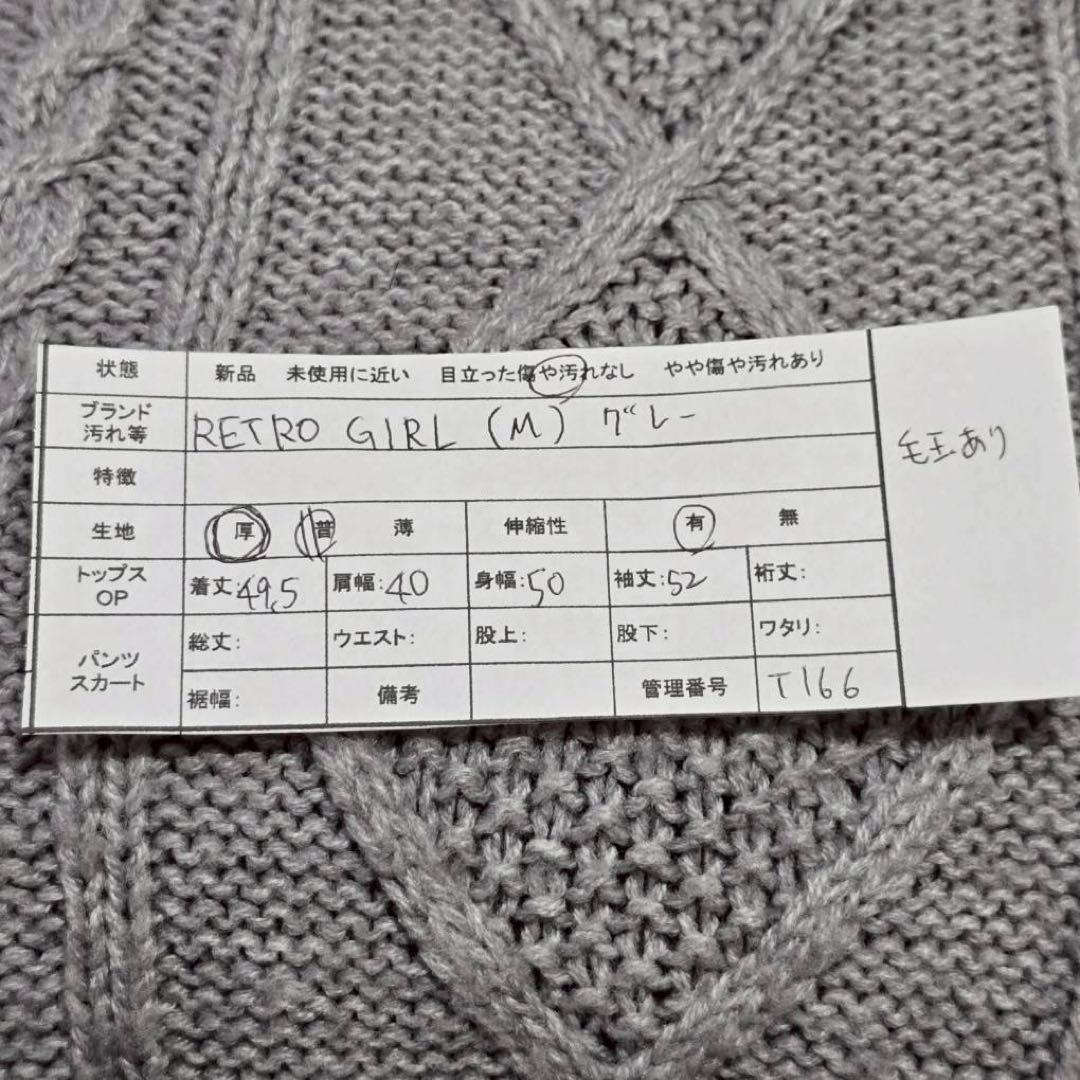 状態 新品 未使用に近い 目立った傷や汚れなし やや傷や汚れあり
ブランド
汚れ等 RETRO GIRL (M) グレー
毛玉あり
特徴
生地 厚 普 薄 伸縮性 有 無
トップス
OP 着丈:49.5 肩幅:40 身幅:50 袖丈:52 裄丈:
パンツ
スカート
総丈: ウエスト: 股上: 股下: ワタリ:
裾幅: 備考 管理番号 T166